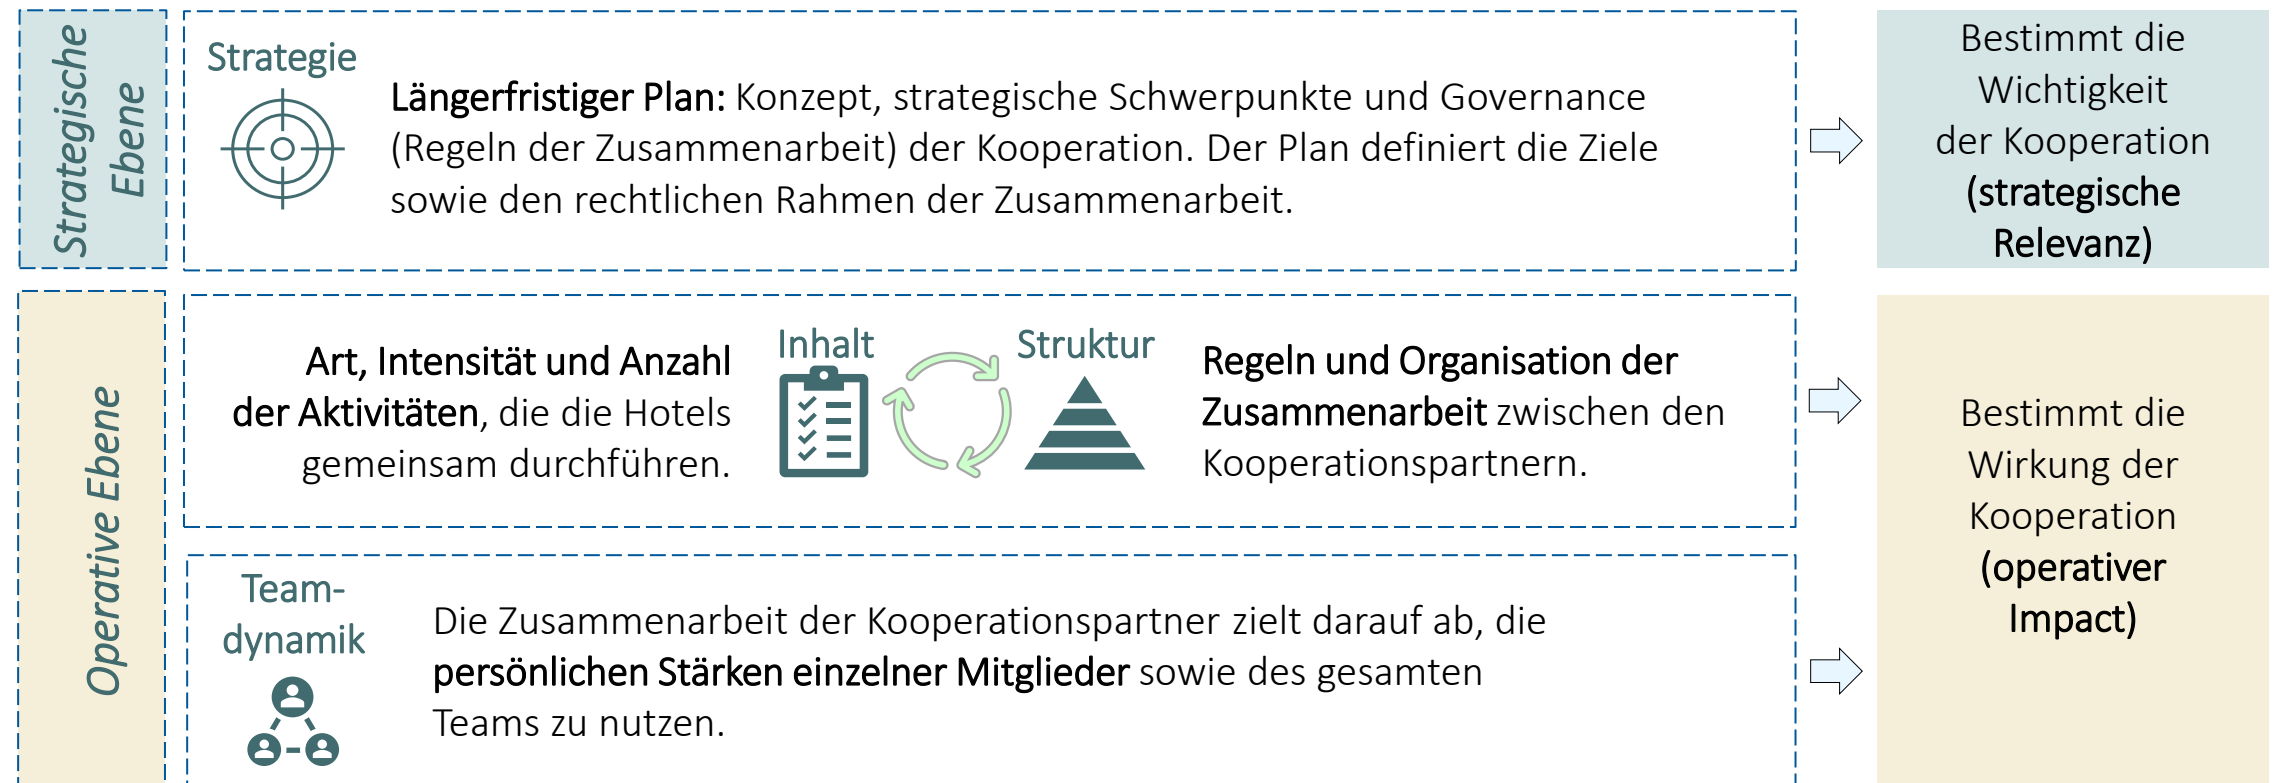 Strategische
Ebene
Strategie
Längerfristiger Plan: Konzept, strategische Schwerpunkte und Governance
(Regeln der Zusammenarbeit) der Kooperation. Der Plan definiert die Ziele
sowie den rechtlichen Rahmen der Zusammenarbeit.
Bestimmt die
Wichtigkeit
der Kooperation
(strategische
Relevanz)
Operative Ebene
Art, Intensität und Anzahl
der Aktivitäten, die die Hotels
gemeinsam durchführen.
Inhalt
Struktur
Regeln und Organisation der
Zusammenarbeit zwischen den
Kooperationspartnern.
Team-
dynamik
Die Zusammenarbeit der Kooperationspartner zielt darauf ab, die
persönlichen Stärken einzelner Mitglieder sowie des gesamten
Teams zu nutzen.
Bestimmt die
Wirkung der
Kooperation
(operativer
Impact)